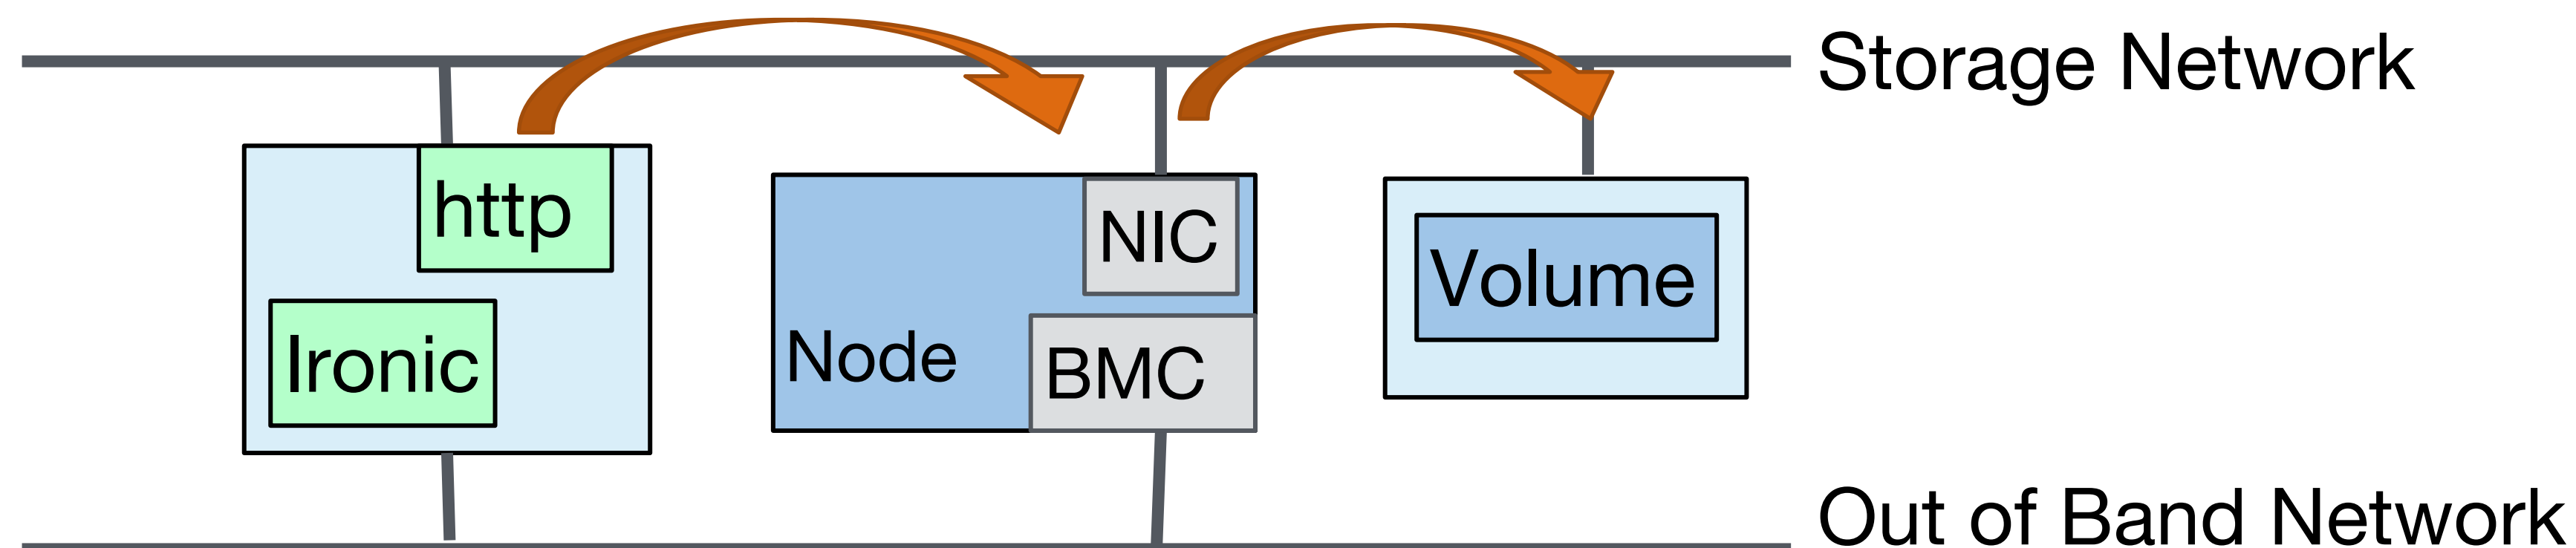 Storage Network
http
NIC
Volume
Ironic
Node
BMC
Out of Band Network